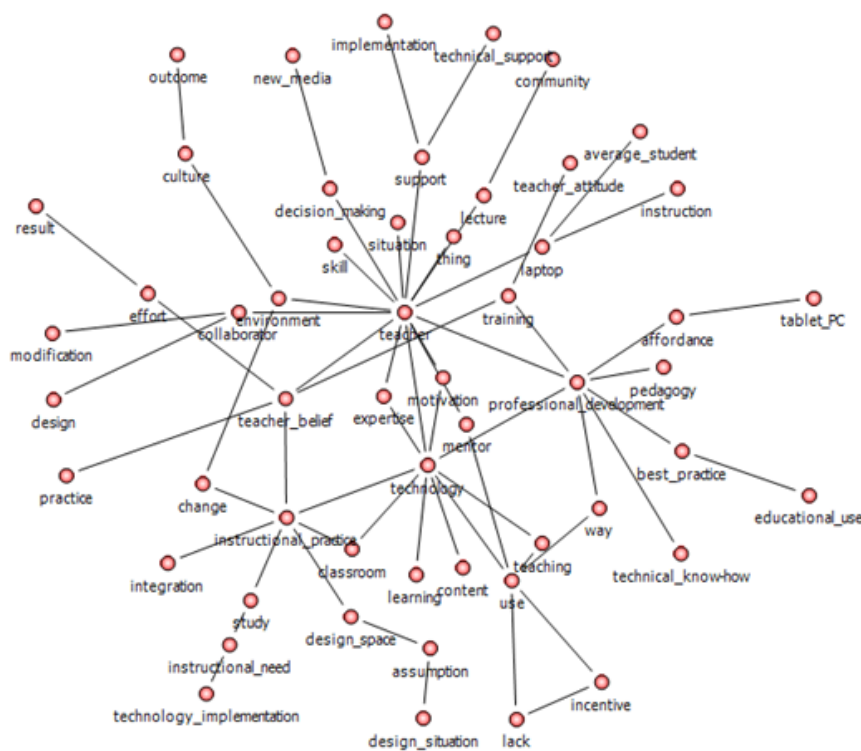 implementation
technical_support
outcome
new_media
community
average_student
culture
support
teacher_attitude
decision_making
lecture
instruction
result
situation
thing
skill
laptop
effort
environment
training
collaborator
teacher
affordance
tablet_PC
modification
motivation
pedagogy
design
teacher_belief
expertise
professional_development
mentor
practice
technology
best_practice
change
educational_use
instructional_practice
way
classroom
teaching
technical_know-how
integration
learning
content
use
study
design_space
instructional_need
assumption
incentive
technology_implementation
design_situation
lack